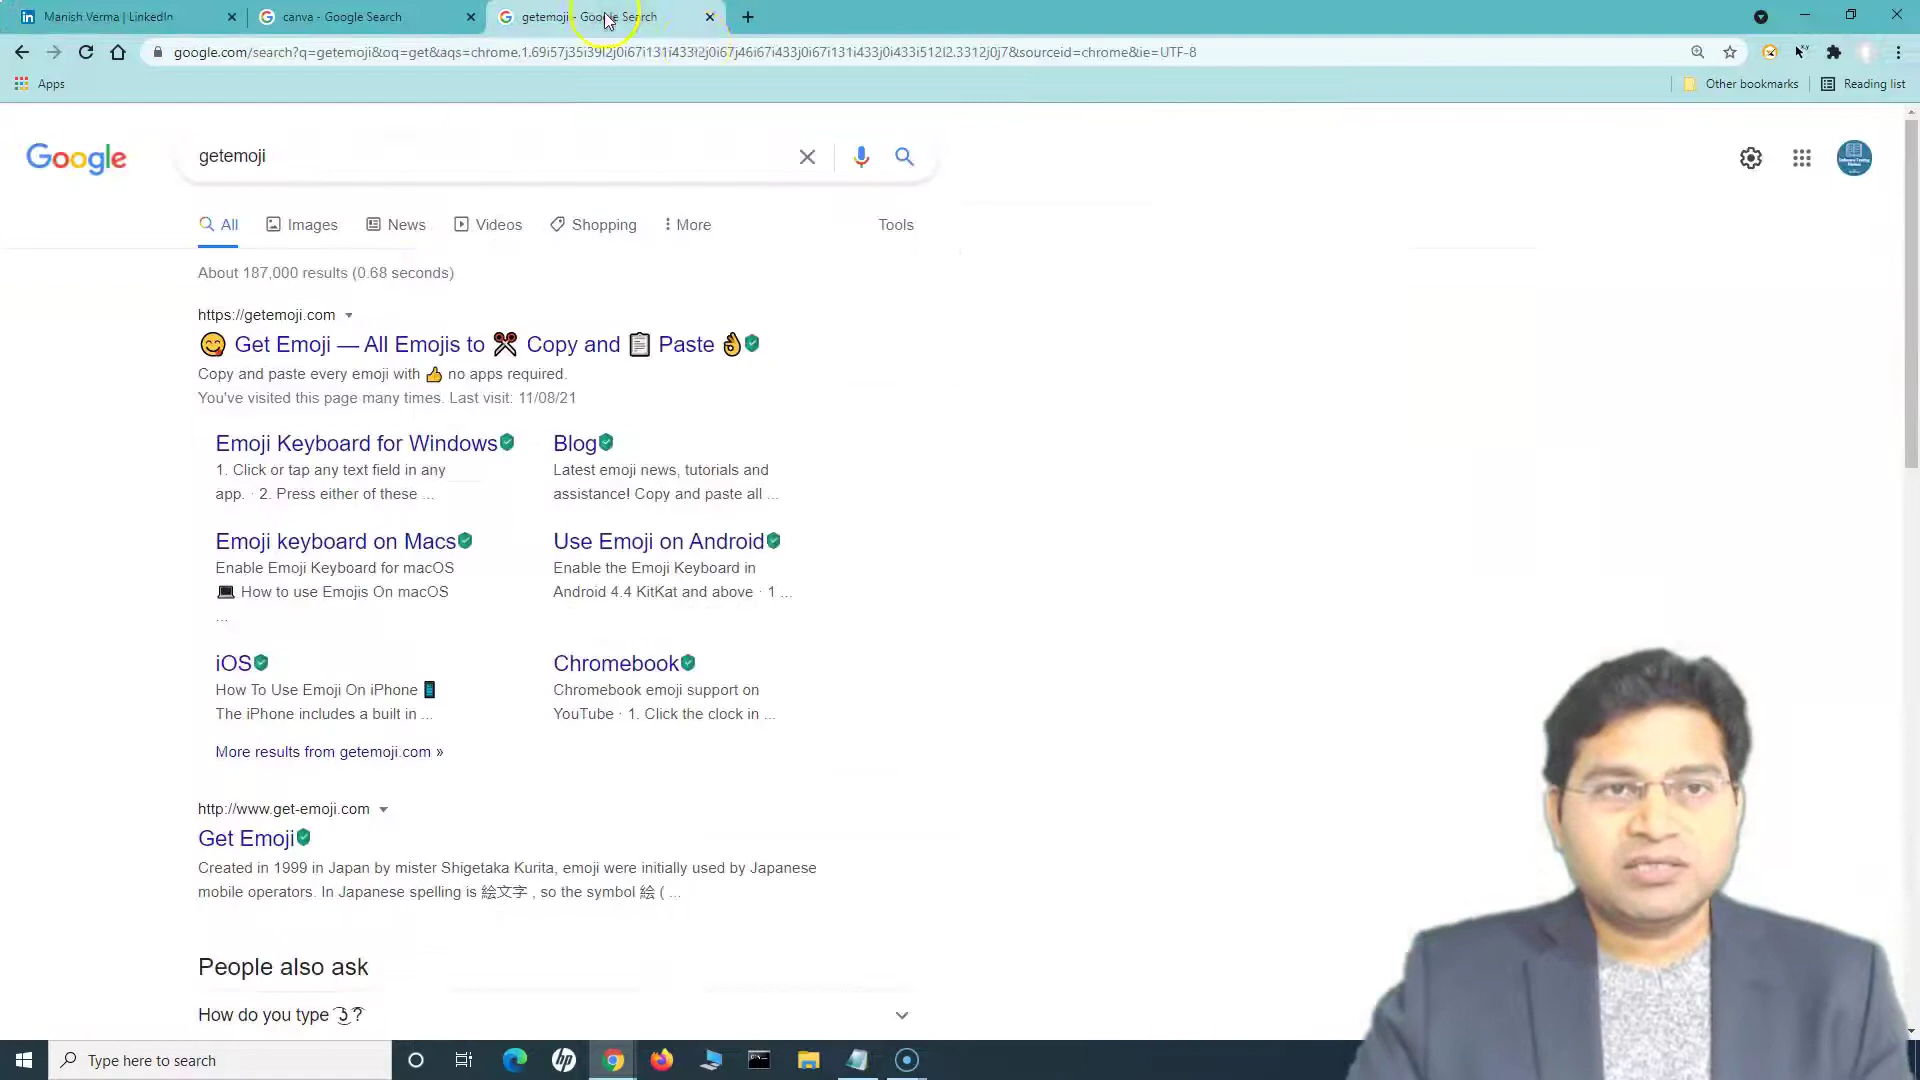 Manish Verma | LinkedIn
canva - Google Search
getemoji - Google Search
google.com/search?q=getemoji&oq=get&aqs=chrome.1.69i57j35i39l2j0i67i131i433l2j0i67j46i67i433j0i67i131i433j0i433i512l2.3312j0j7&sourceid=chrome&ie=UTF-8
Apps
Other bookmarks
Reading list
Google
getemoji
All
Images
News
Videos
Shopping
More
Tools
About 187,000 results (0.68 seconds)
https://getemoji.com
😋 Get Emoji — All Emojis to ✂️ Copy and 📋 Paste 👌
Copy and paste every emoji with 👍 no apps required.
You've visited this page many times. Last visit: 11/08/21
Emoji Keyboard for Windows
1. Click or tap any text field in any
app. · 2. Press either of these ...
Blog
Latest emoji news, tutorials and
assistance! Copy and paste all ...
Emoji keyboard on Macs
Enable Emoji Keyboard for macOS
💻 How to use Emojis On macOS
...
Use Emoji on Android
Enable the Emoji Keyboard in
Android 4.4 KitKat and above · 1 ...
iOS
How To Use Emoji On iPhone 📱
The iPhone includes a built in ...
Chromebook
Chromebook emoji support on
YouTube · 1. Click the clock in ...
More results from getemoji.com »
http://www.get-emoji.com
Get Emoji
Created in 1999 in Japan by mister Shigetaka Kurita, emoji were initially used by Japanese
mobile operators. In Japanese spelling is 絵文字 , so the symbol 絵 ( ...
People also ask
How do you type ͡ʖ ?
Type here to search